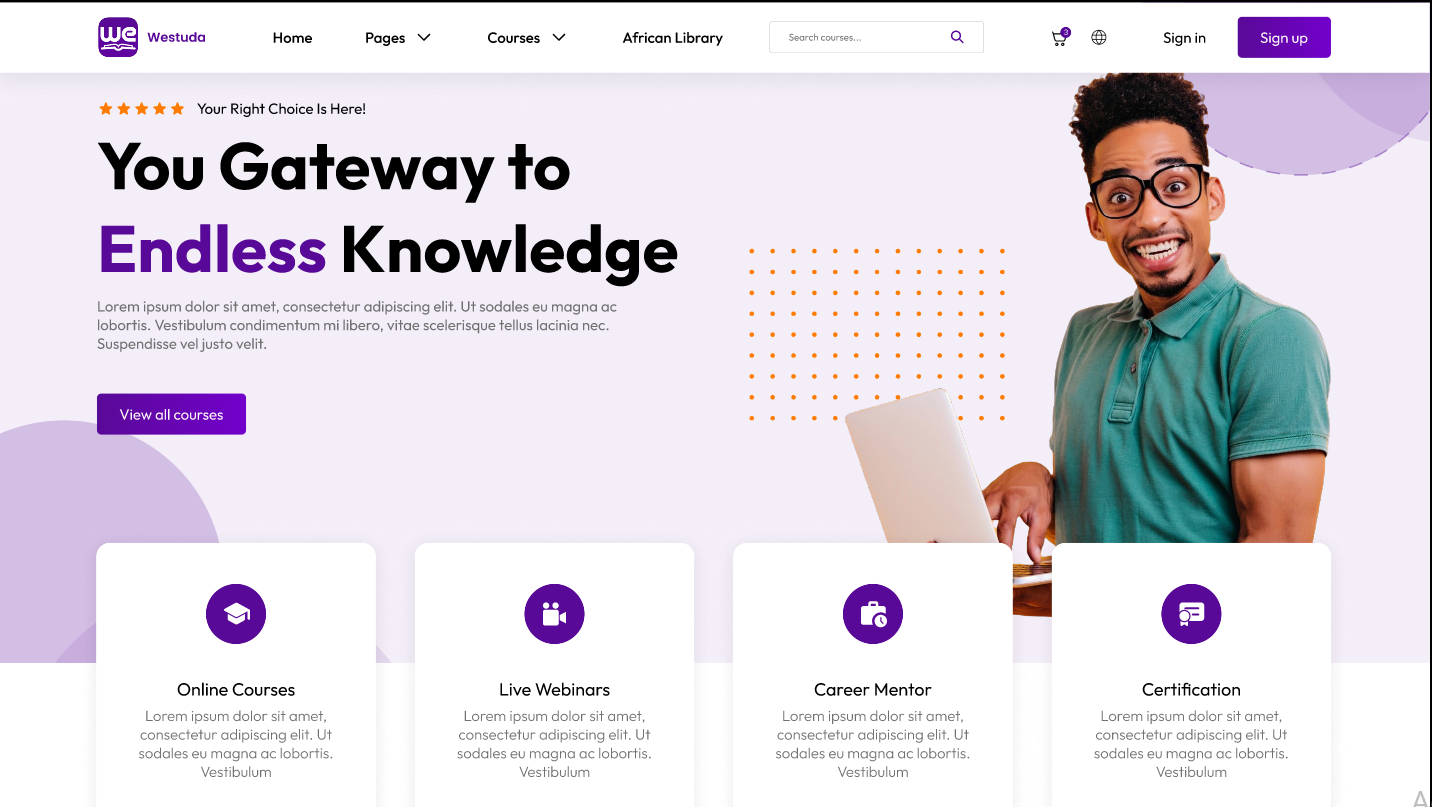 we Westuda
Home
Pages
Courses
African Library
Search courses...
3
Sign in
Sign up
Your Right Choice Is Here!
You Gateway to
Endless Knowledge
Lorem ipsum dolor sit amet, consectetur adipiscing elit. Ut sodales eu magna ac
lobortis. Vestibulum condimentum mi libero, vitae scelerisque tellus lacinia nec.
Suspendisse vel justo velit.
View all courses
Online Courses
Lorem ipsum dolor sit amet,
consectetur adipiscing elit. Ut
sodales eu magna ac lobortis.
Vestibulum
Live Webinars
Lorem ipsum dolor sit amet,
consectetur adipiscing elit. Ut
sodales eu magna ac lobortis.
Vestibulum
Career Mentor
Lorem ipsum dolor sit amet,
consectetur adipiscing elit. Ut
sodales eu magna ac lobortis.
Vestibulum
Certification
Lorem ipsum dolor sit amet,
consectetur adipiscing elit. Ut
sodales eu magna ac lobortis.
Vestibulum